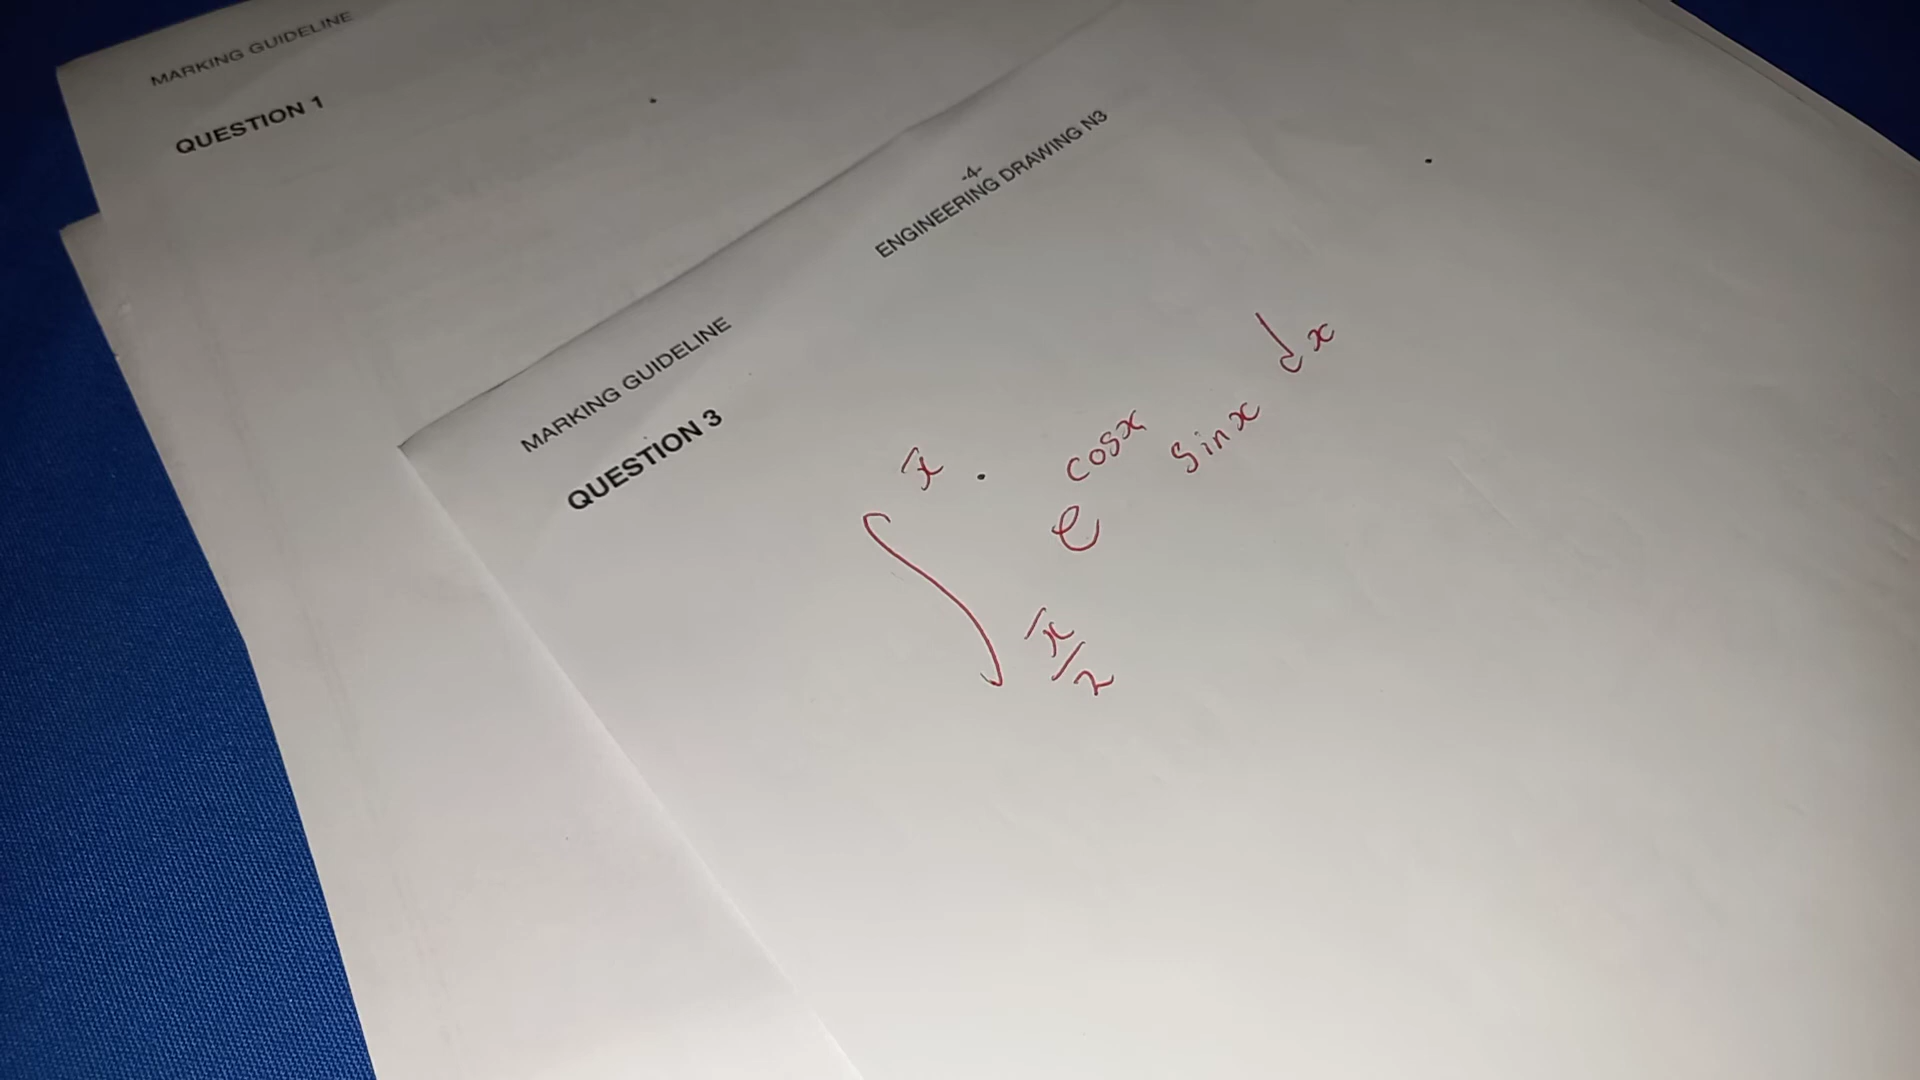 MARKING GUIDELINE
QUESTION 1
-4-
ENGINEERING DRAWING N3
MARKING GUIDELINE
QUESTION 3
∫_{π/2}^{π} e^{cosx} sinx dx